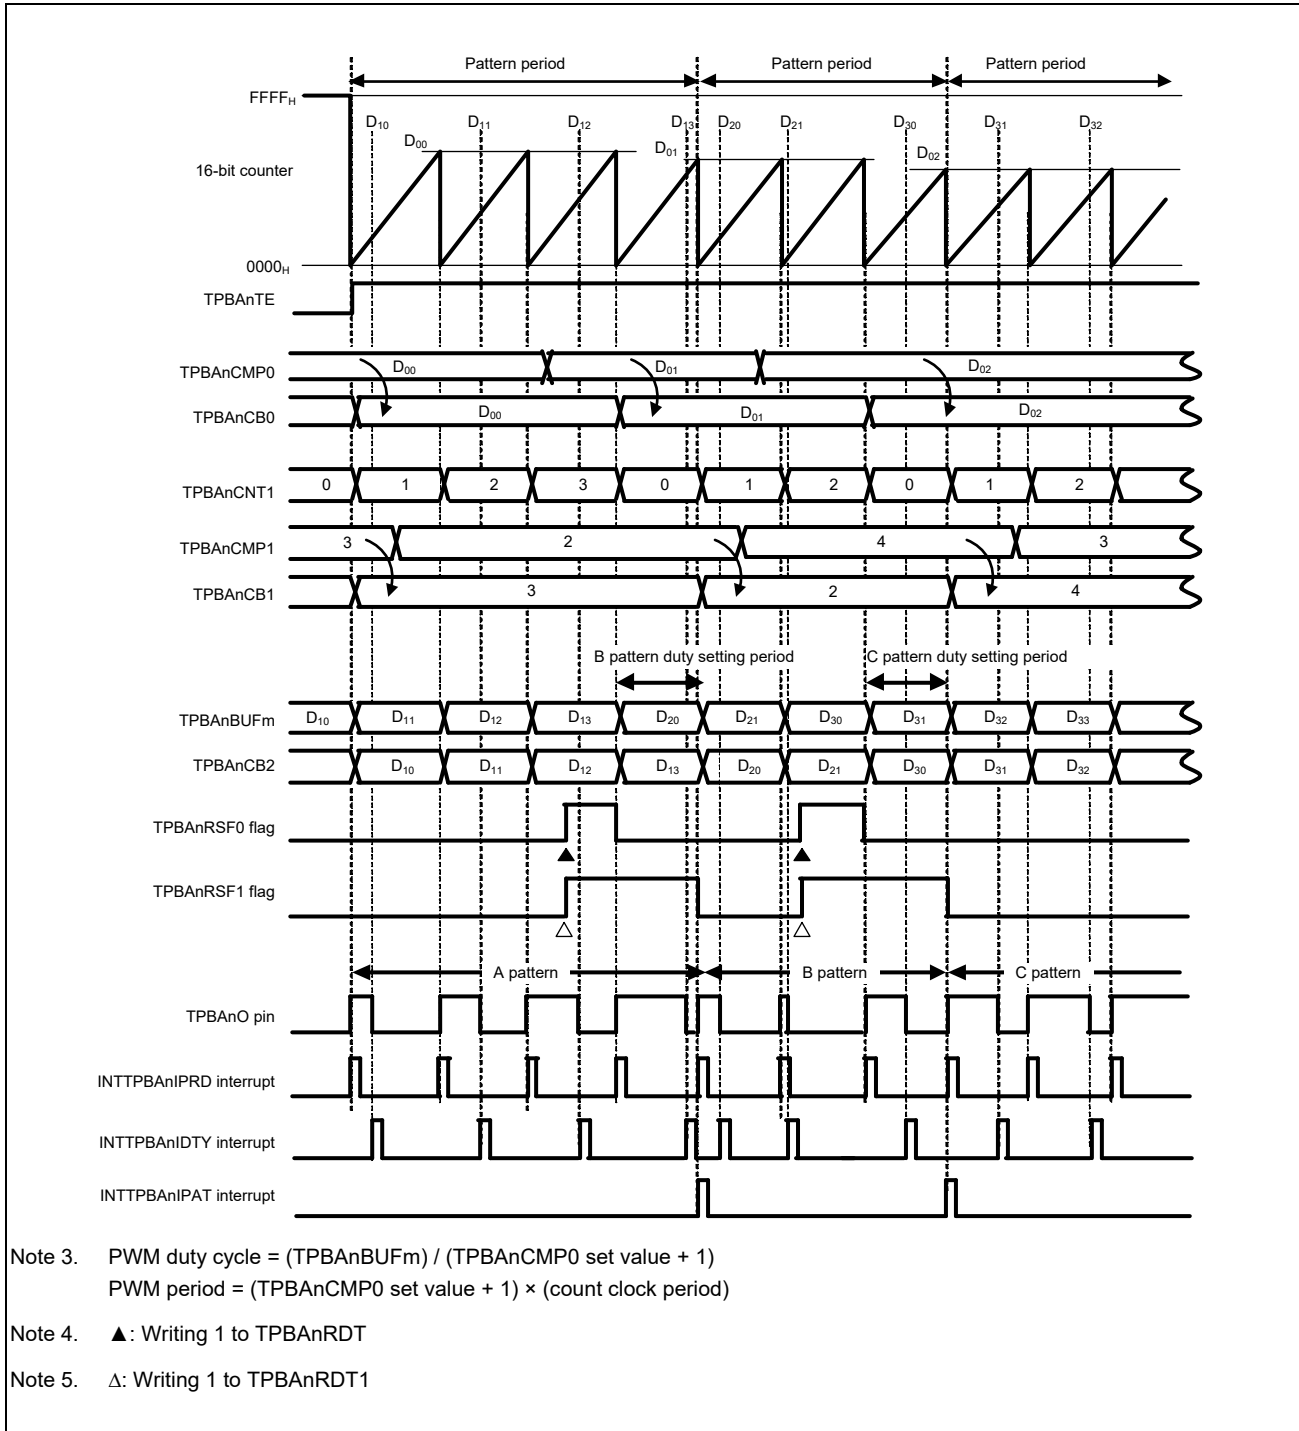 Pattern period Pattern period Pattern period
FFFFH
D10 D11 D12 D13 D20 D21 D30 D31 D32
D00 D01 D02
16-bit counter
0000H
TPBAnTE
TPBAnCMP0 D00 D01 D02
TPBAnCB0 D00 D01 D02
TPBAnCNT1 0 1 2 3 0 1 2 0 1 2
TPBAnCMP1 3 2 4 3
TPBAnCB1 3 2 4
B pattern duty setting period C pattern duty setting period
TPBAnBUFm D10 D11 D12 D13 D20 D21 D30 D31 D32 D33
TPBAnCB2 D10 D11 D12 D13 D20 D21 D30 D31 D32
TPBAnRSF0 flag
TPBAnRSF1 flag
A pattern B pattern C pattern
TPBAnO pin
INTTPBAnIPRD interrupt
INTTPBAnIDTY interrupt
INTTPBAnIPAT interrupt
Note 3. PWM duty cycle = (TPBAnBUFm) / (TPBAnCMP0 set value + 1)
PWM period = (TPBAnCMP0 set value + 1) × (count clock period)
Note 4. ▲: Writing 1 to TPBAnRDT
Note 5. Δ: Writing 1 to TPBAnRDT1